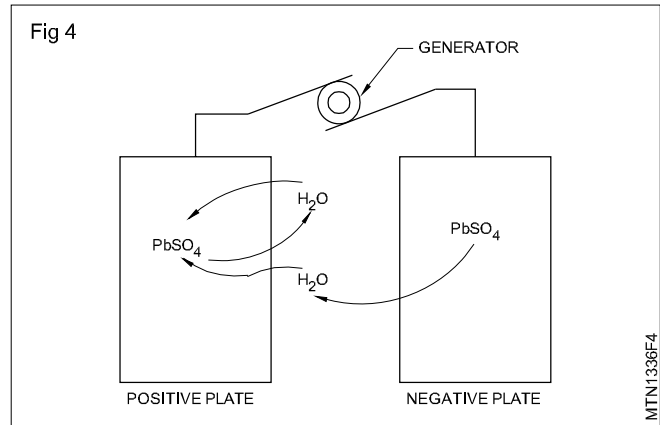 Fig 4
GENERATOR
H₂O
PbSO₄
PbSO₄
H₂O
POSITIVE PLATE
NEGATIVE PLATE
MTN1336F4